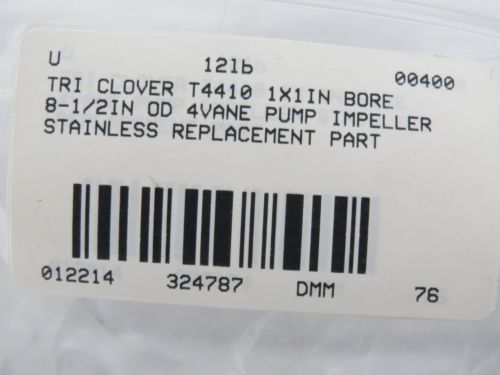 U 12lb 00400
TRI CLOVER T4410 1X1IN BORE
8-1/2IN OD 4VANE PUMP IMPELLER
STAINLESS REPLACEMENT PART
012214 324787 DMM 76